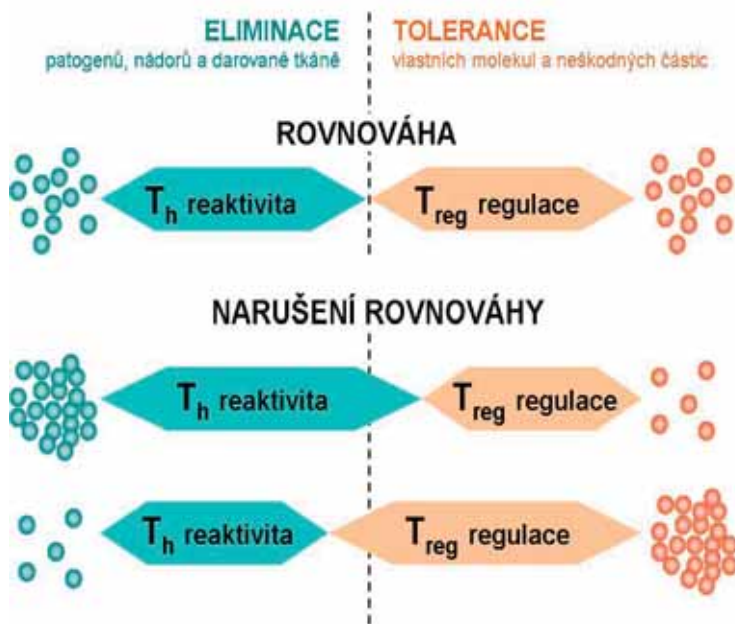 ELIMINACE
patogenů, nádorů a darované tkáně
TOLERANCE
vlastních molekul a neškodných částic
ROVNOVÁHA
Th reaktivita
Treg regulace
NARUŠENÍ ROVNOVÁHY
Th reaktivita
Treg regulace
Th reaktivita
Treg regulace